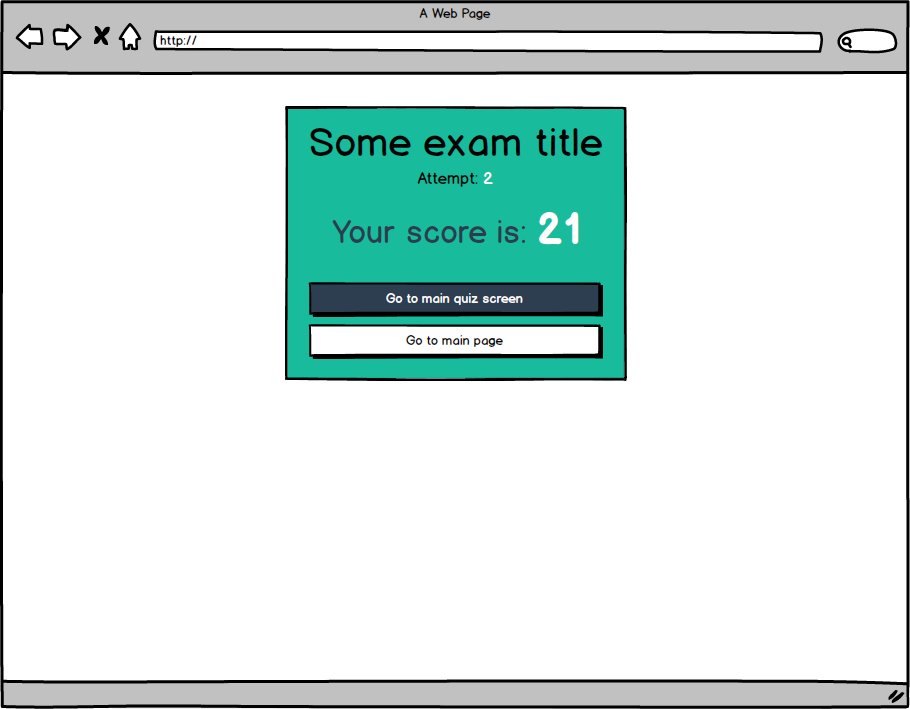 A Web Page
http://
Some exam title
Attempt: 2
Your score is: 21
Go to main quiz screen
Go to main page